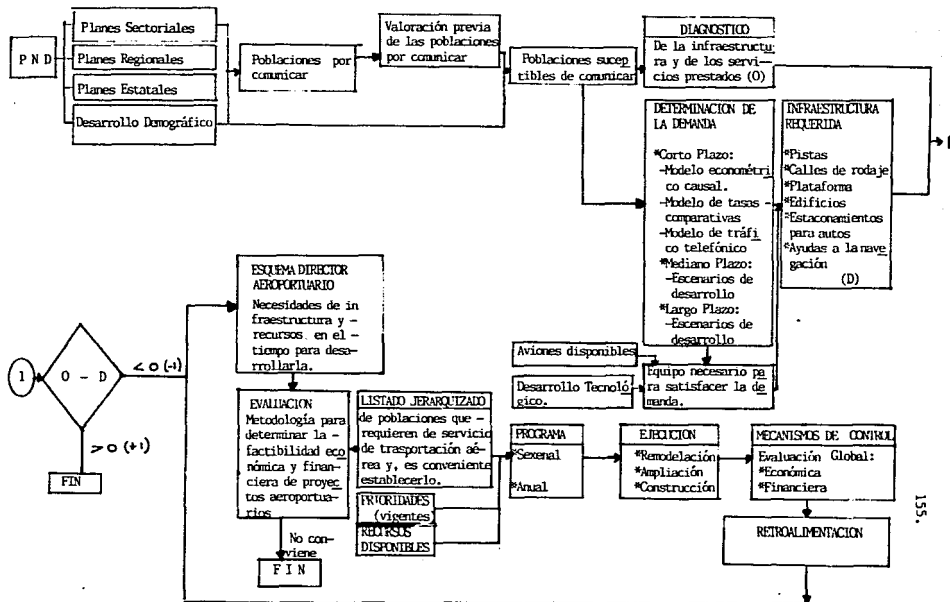 P N D
Planes Sectoriales
Planes Regionales
Planes Estatales
Desarrollo Demográfico
Poblaciones por
comunicar
Valoración previa
de las poblaciones
por comunicar
Poblaciones sucep
tibles de comunicar
DIAGNOSTICO
De la infraestructu
ra y de los servi-
cios prestados (O)
DETERMINACION DE
LA DEMANDA
*Corto Plazo:
-Modelo econométri
co causal.
-Modelo de tasas -
comparativas
-Modelo de tráfi
co telefónico
*Mediano Plazo:
-Escenarios de
desarrollo
*Largo Plazo:
-Escenarios de
desarrollo
INFRAESTRUCTURA
REQUERIDA
*Pistas
*Calles de rodaje
*Plataforma
*Edificios
*Estaconamientos
para autos
*Ayudas a la nave
gación
(D)
Aviones disponibles
Desarrollo Tecnoló
gico.
Equipo necesario pa
ra satisfacer la de
manda.
1
O - D
< 0 (-1)
> 0 (+1)
FIN
ESQUEMA DIRECTOR
AEROPORTUARIO
Necesidades de in
fraestructura y -
recursos en el -
tiempo para desa-
rrollarla.
EVALUACION
Metodología para
determinar la -
factibilidad eco
nómica y financie
ra de proyec
tos aeroportua-
rios
No con-
viene
F I N
LISTADO JERARQUIZADO
de poblaciones que -
requieren de servicio
de trasportación aé-
rea y, es conveniente
establecerlo.
PRIORIDADES
(vigentes)
RECURSOS
DISPONIBLES
PROGRAMA
*Sexenal
*Anual
EJECUCION
*Remodelación
*Ampliación
*Construcción
MECANISMOS DE CONTROL
Evaluación Global:
*Económica
*Financiera
RETROALIMENTACION
155.